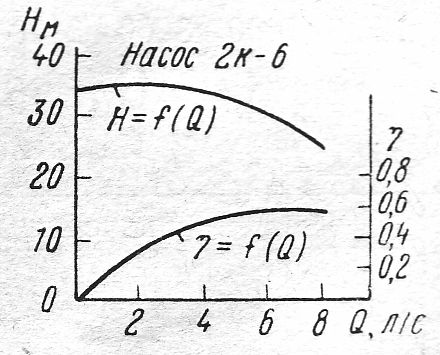 Hм
40 Насос 2к-6
30 H=f(Q)
η
20 0,8
0,6
10 η=f(Q) 0,4
0,2
0
2 4 6 8 Q, л/с